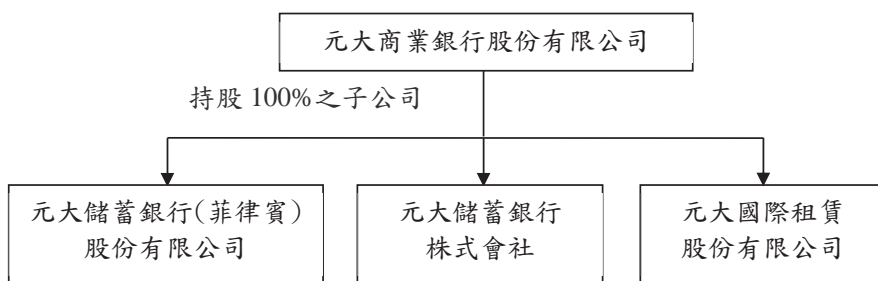 元大商業銀行股份有限公司
持股 100%之子公司
元大儲蓄銀行(菲律賓)
股份有限公司
元大儲蓄銀行
株式會社
元大國際租賃
股份有限公司